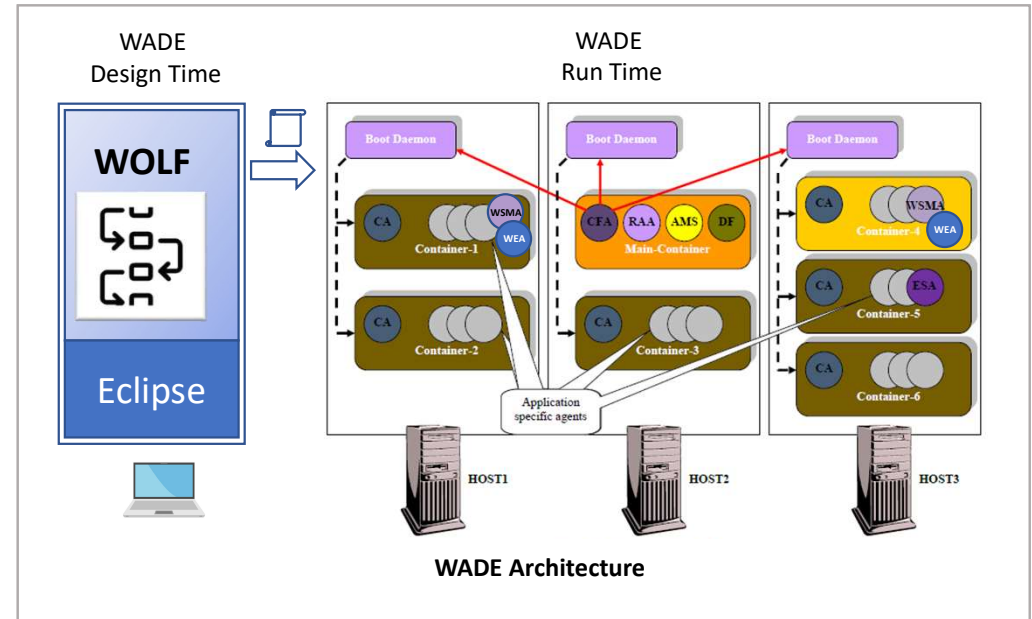 WADE
Design Time
WADE
Run Time
WOLF
Eclipse
Boot Daemon
CA
WSMA
WEA
Container-1
CA
Container-2
Boot Daemon
CFA
RAA
AMS
DF
Main-Container
CA
Container-3
Boot Daemon
CA
WSMA
WEA
Container-4
CA
ESA
Container-5
CA
Container-6
Application
specific agents
HOST1
HOST2
HOST3
WADE Architecture